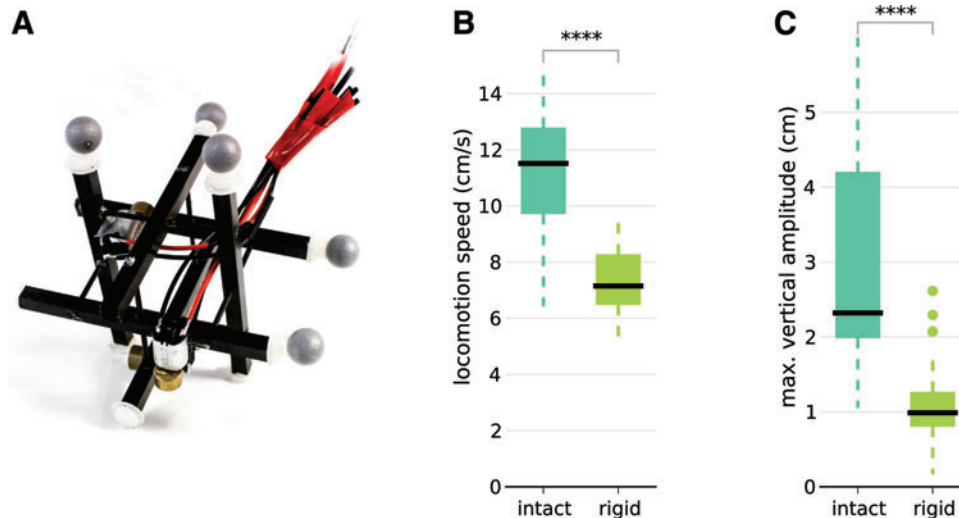 A
B
****
locomotion speed (cm/s)
14
12
10
8
6
4
2
0
intact
rigid
C
****
max. vertical amplitude (cm)
5
4
3
2
1
0
intact
rigid